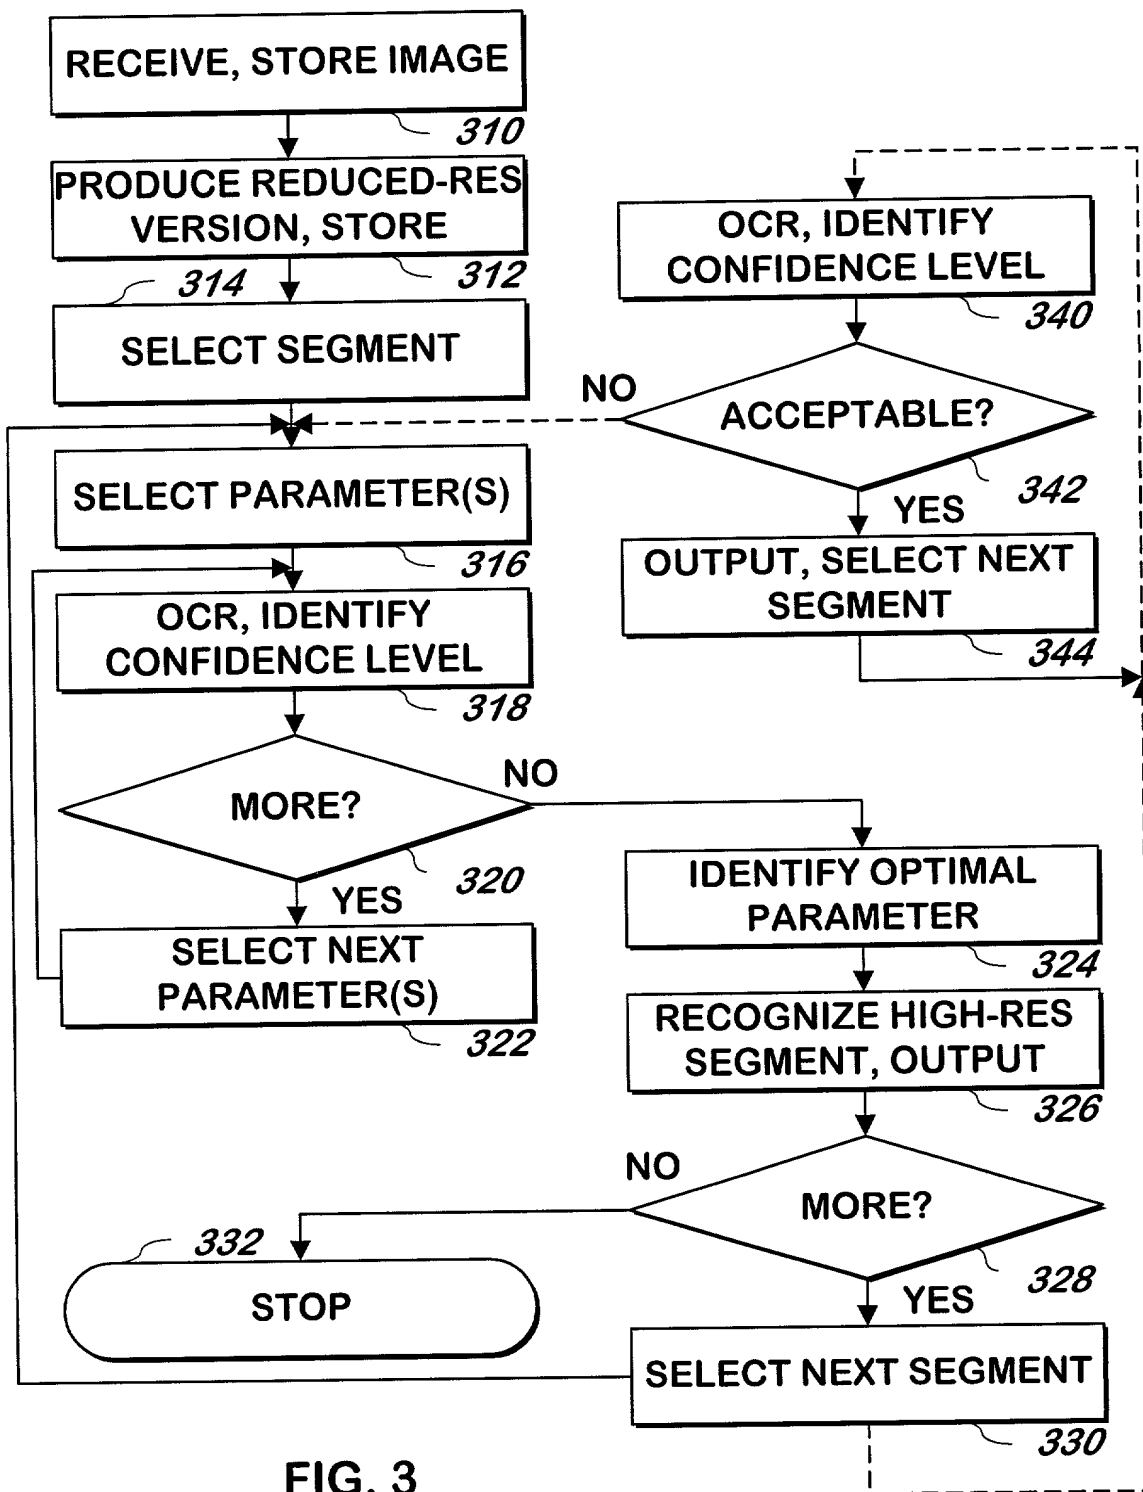 RECEIVE, STORE IMAGE
310
PRODUCE REDUCED-RES
VERSION, STORE
312
314
SELECT SEGMENT
SELECT PARAMETER(S)
316
OCR, IDENTIFY
CONFIDENCE LEVEL
318
MORE?
320
NO
YES
SELECT NEXT
PARAMETER(S)
322
OCR, IDENTIFY
CONFIDENCE LEVEL
340
NO
ACCEPTABLE?
342
YES
OUTPUT, SELECT NEXT
SEGMENT
344
IDENTIFY OPTIMAL
PARAMETER
324
RECOGNIZE HIGH-RES
SEGMENT, OUTPUT
326
NO
MORE?
328
YES
332
STOP
SELECT NEXT SEGMENT
330
FIG. 3